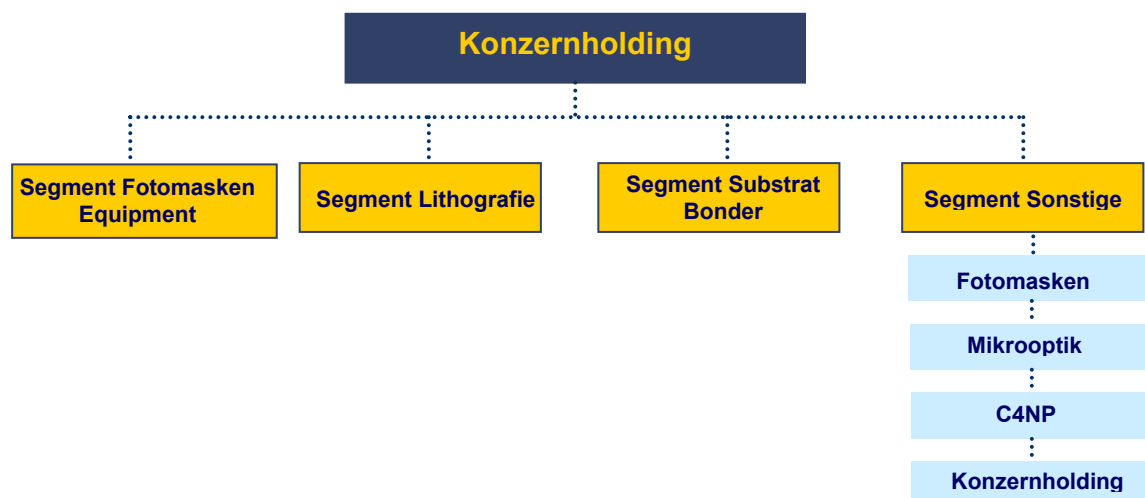 Konzernholding
Segment Fotomasken
Equipment
Segment Lithografie
Segment Substrat
Bonder
Segment Sonstige
Fotomasken
Mikrooptik
C4NP
Konzernholding